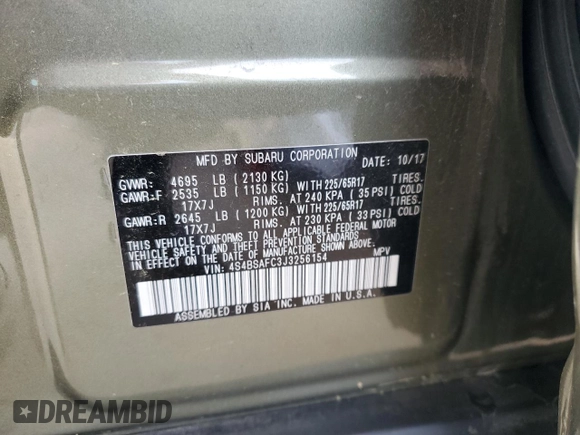 MFD BY SUBARU CORPORATION DATE: 10/17
GVWR: 4695 LB ( 2130 KG)
GAWR:F 2535 LB ( 1150 KG) WITH 225/65R17 TIRES.
17X7J RIMS. AT 240 KPA ( 35 PSI) COLD
GAWR:R 2645 LB ( 1200 KG) WITH 225/65R17 TIRES.
17X7J RIMS. AT 230 KPA ( 33 PSI) COLD
THIS VEHICLE CONFORMS TO ALL APPLICABLE FEDERAL MOTOR
VEHICLE SAFETY AND THEFT PREVENTION STANDARDS
IN EFFECT ON THE DATE OF MANUFACTURE SHOWN ABOVE.
VIN: 4S4BSAFC3J3256154 MPV
ASSEMBLED BY SIA INC. MADE IN U.S.A.
DREAMBID